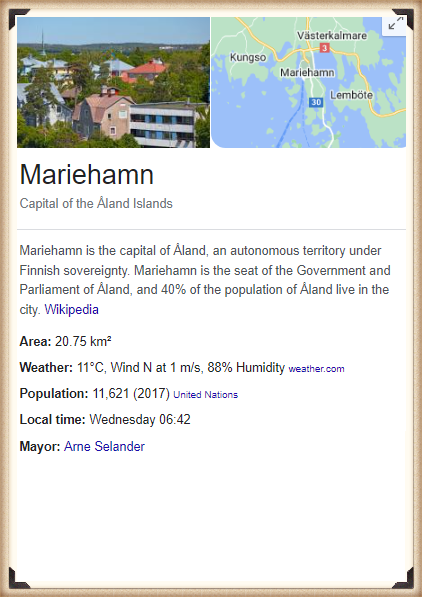 Västerkalmare
3
Kungso
Mariehamn
30
Lemböte
Mariehamn
Capital of the Åland Islands
Mariehamn is the capital of Åland, an autonomous territory under
Finnish sovereignty. Mariehamn is the seat of the Government and
Parliament of Åland, and 40% of the population of Åland live in the
city. Wikipedia
Area: 20.75 km²
Weather: 11°C, Wind N at 1 m/s, 88% Humidity weather.com
Population: 11,621 (2017) United Nations
Local time: Wednesday 06:42
Mayor: Arne Selander